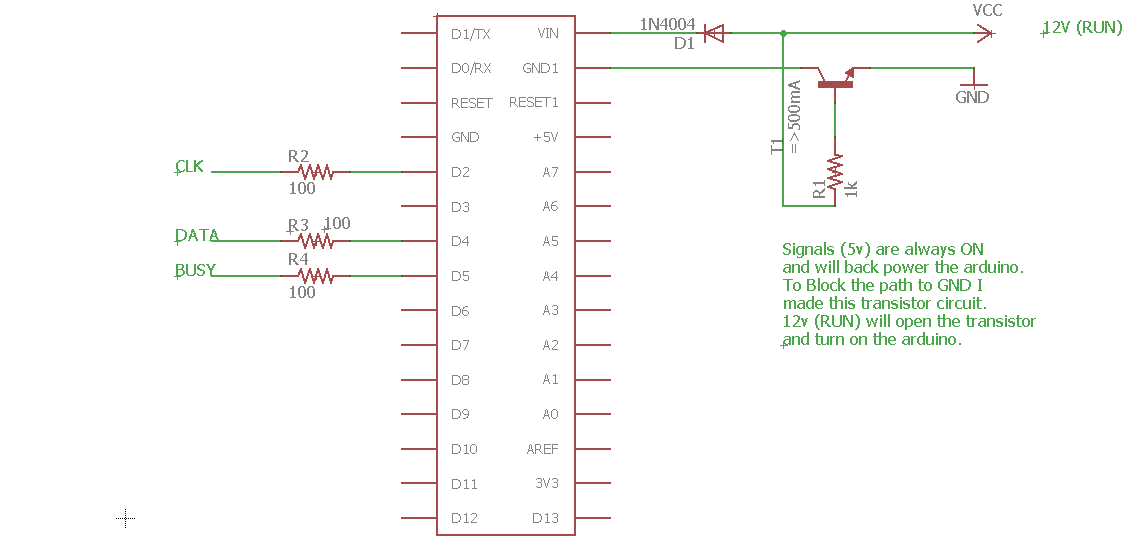 1N4004
D1
VCC
12V (RUN)
D1/TX
VIN
D0/RX
GND1
GND
RESET
RESET1
T1
=>500mA
GND
+5V
CLK
R2
100
D2
A7
R1
1k
D3
A6
DATA
R3
100
D4
A5
BUSY
R4
100
D5
A4
Signals (5v) are always ON
and will back power the arduino.
To Block the path to GND I
made this transistor circuit.
12v (RUN) will open the transistor
and turn on the arduino.
D6
A3
D7
A2
D8
A1
D9
A0
D10
AREF
D11
3V3
D12
D13